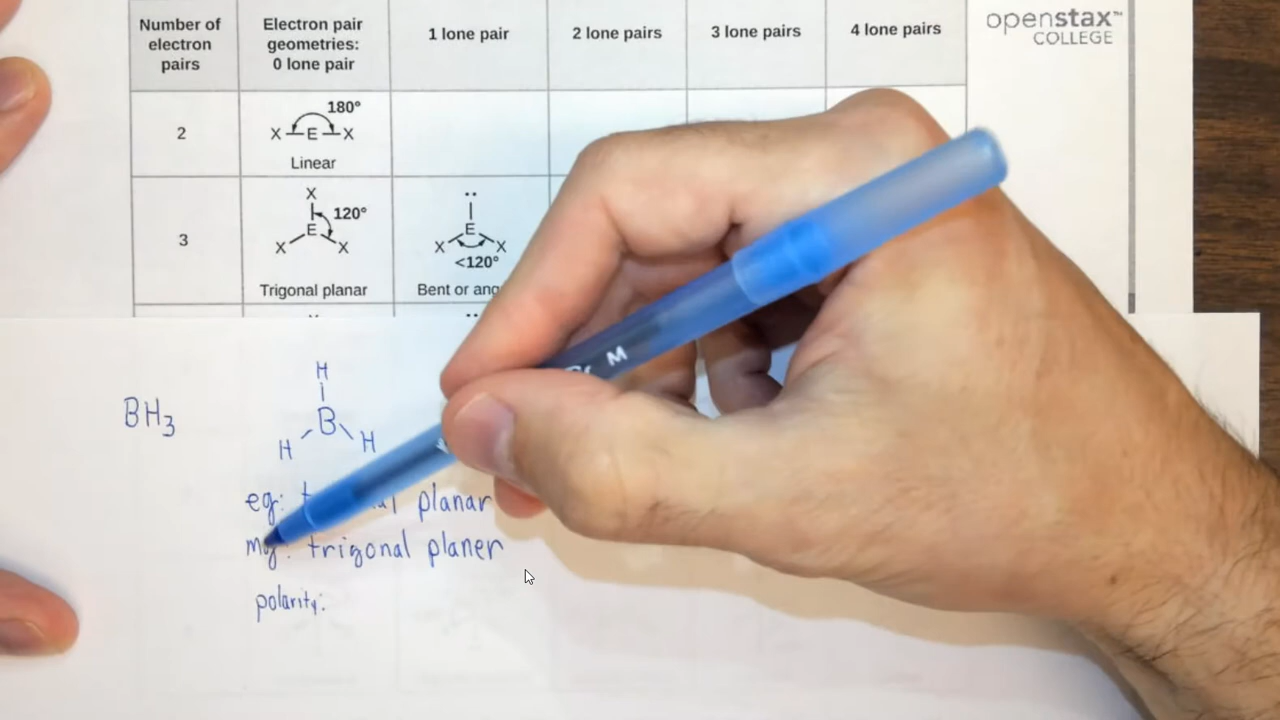 Number of electron pairs
Electron pair geometries: 0 lone pair
1 lone pair
2 lone pairs
3 lone pairs
4 lone pairs
openstax™
COLLEGE
2
180°
X E X
Linear
3
X
120°
E
X X
Trigonal planar
E
X X
<120°
Bent or
BH3
H
B
H H
eg: planar
mg: trigonal planer
polarity:
M